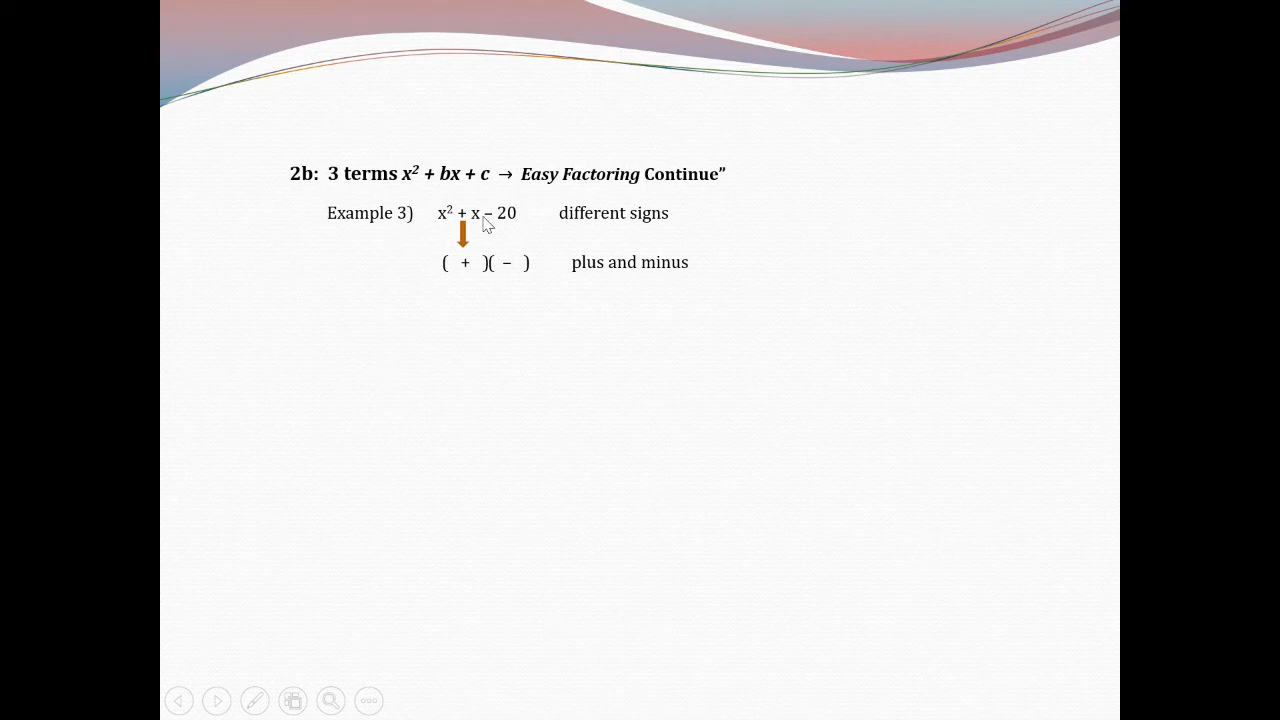 2b: 3 terms x² + bx + c → Easy Factoring Continue”
Example 3) x² + x – 20 different signs
( + )( – ) plus and minus